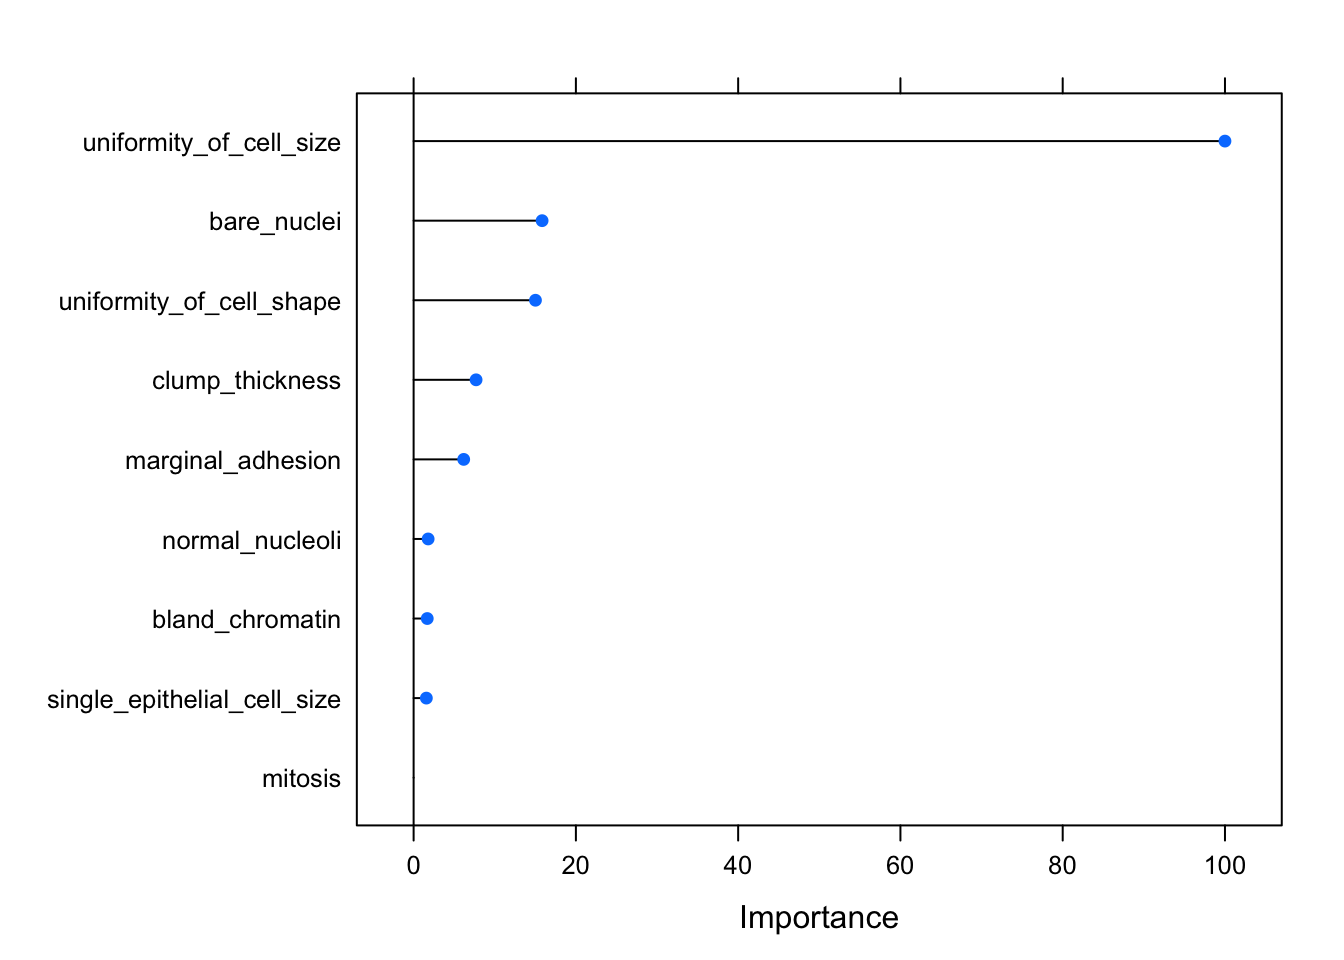 uniformity_of_cell_size
bare_nuclei
uniformity_of_cell_shape
clump_thickness
marginal_adhesion
normal_nucleoli
bland_chromatin
single_epithelial_cell_size
mitosis
0 20 40 60 80 100
Importance